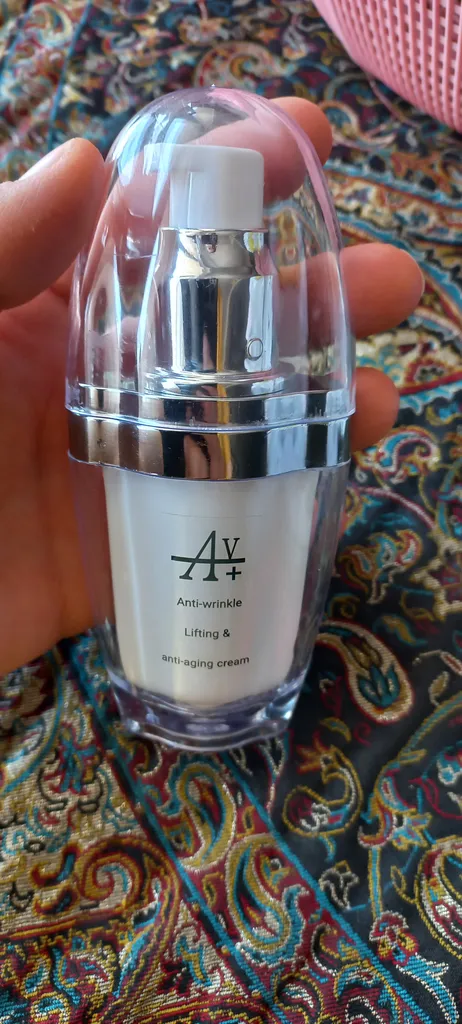 AV+
Anti-wrinkle
Lifting &
anti-aging cream